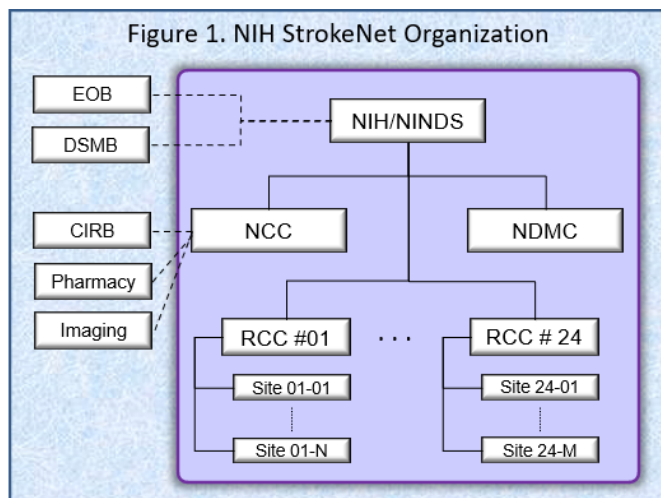 Figure 1. NIH StrokeNet Organization
EOB
DSMB
NIH/NINDS
CIRB
Pharmacy
Imaging
NCC
NDMC
RCC #01
. . .
RCC # 24
Site 01-01
Site 01-N
Site 24-01
Site 24-M